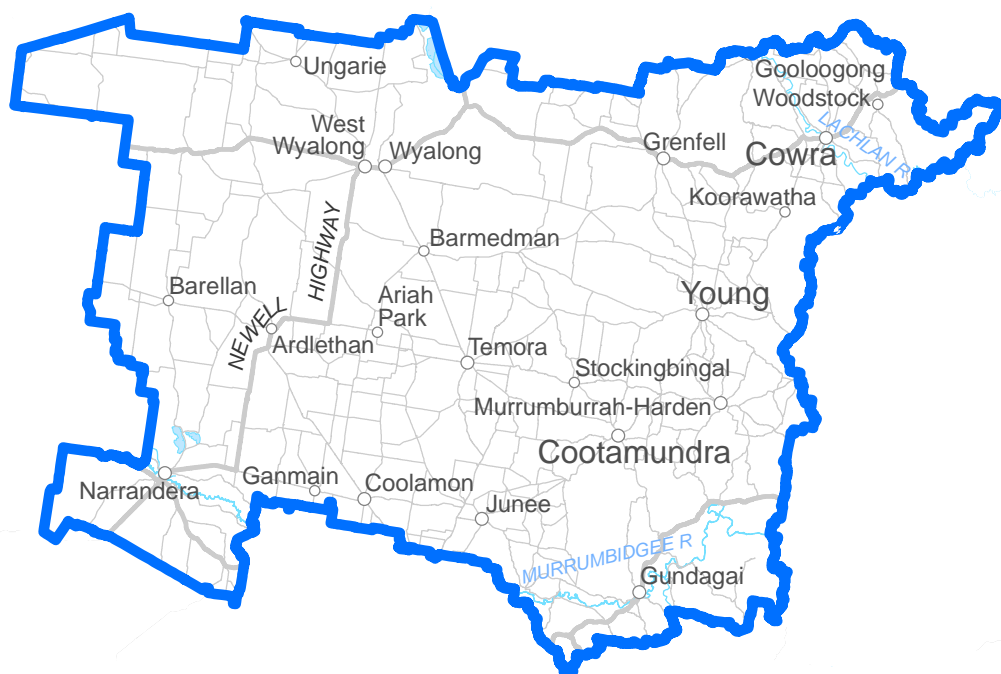 Ungarie
Gooloogong
Woodstock
West
Wyalong
Wyalong
Grenfell
Cowra
LACHLAN R
Koorawatha
Barmedman
HIGHWAY
Barellan
Ariah
Park
Young
NEWELL
Ardlethan
Temora
Stockingbingal
Murrumburrah-Harden
Cootamundra
Narrandera
Ganmain
Coolamon
Junee
MURRUMBIDGEE R
Gundagai